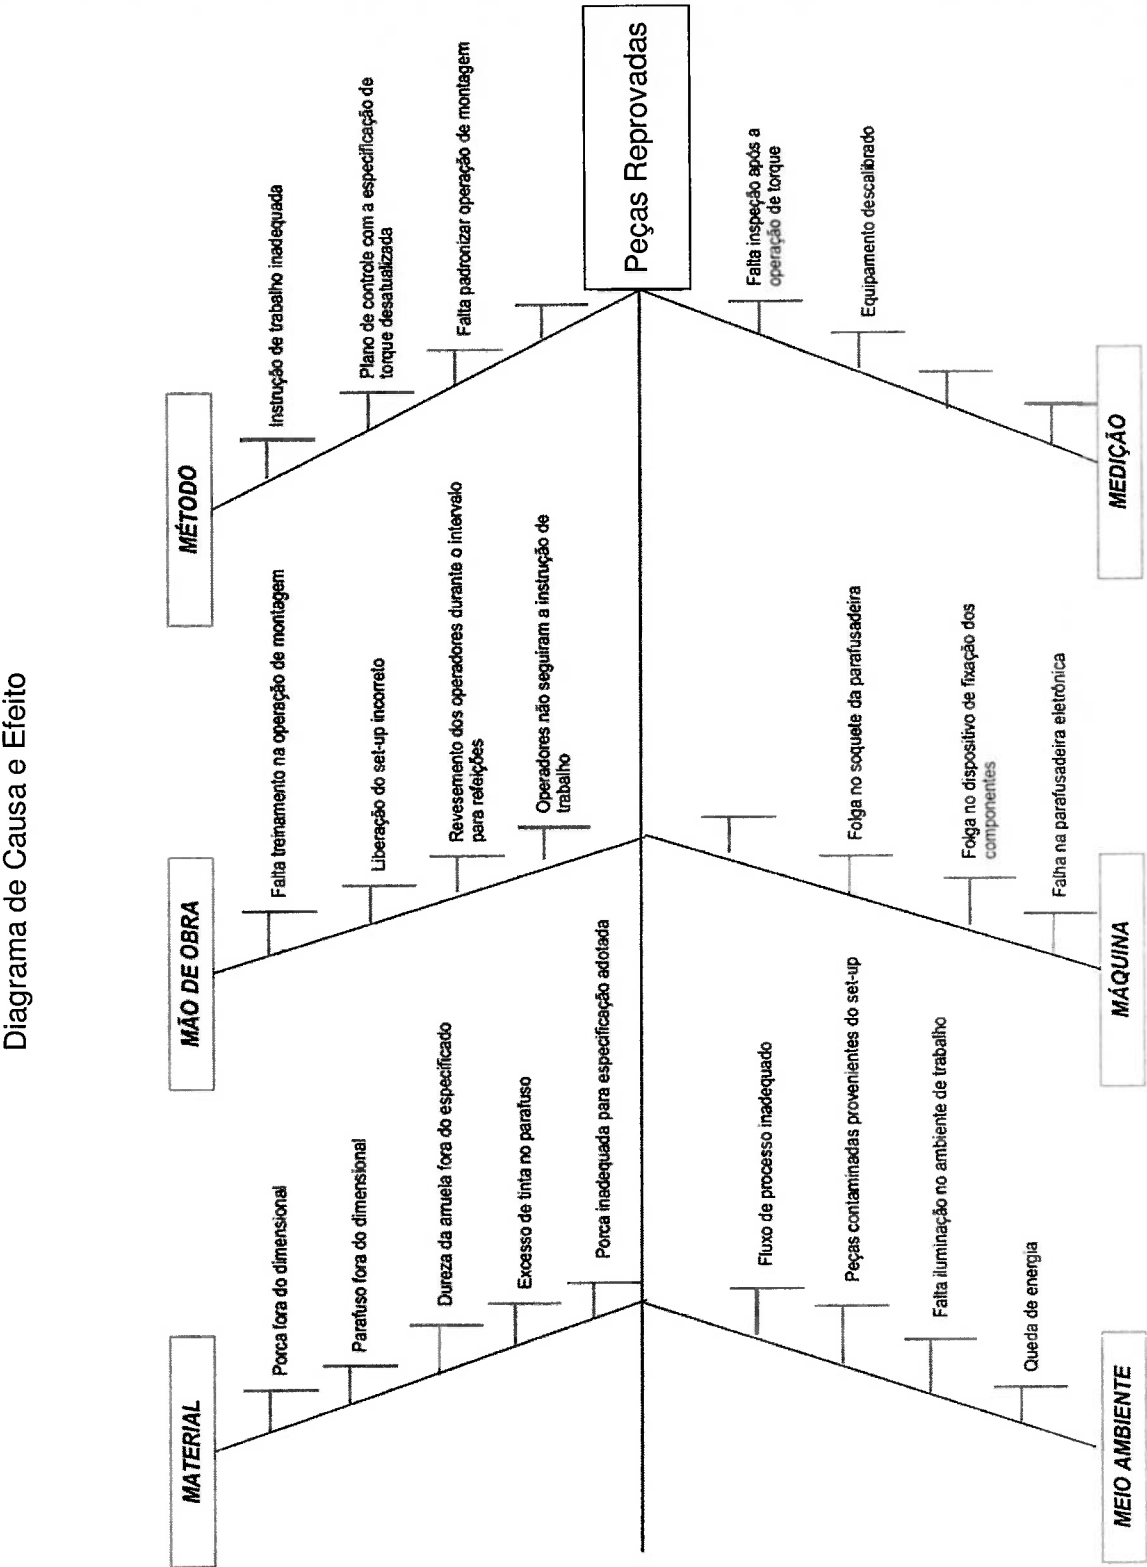 Diagrama de Causa e Efeito
MATERIAL
Porca fora do dimensional
Parafuso fora do dimensional
Dureza da arruela fora do especificado
Excesso de tinta no parafuso
Porca inadequada para especificação adotada
MÃO DE OBRA
Falta treinamento na operação de montagem
Liberação do set-up incorreto
Revesemento dos operadores durante o intervalo
para refeições
Operadores não seguiram a instrução de
trabalho
MÉTODO
Instrução de trabalho inadequada
Plano de controle com a especificação de
torque desatualizada
Falta padronizar operação de montagem
Peças Reprovadas
MEIO AMBIENTE
Fluxo de processo inadequado
Peças contaminadas provenientes do set-up
Falta iluminação no ambiente de trabalho
Queda de energia
MÁQUINA
Folga no soquete da parafusadeira
Folga no dispositivo de fixação dos
componentes
Falha na parafusadeira eletrônica
MEDIÇÃO
Falta inspeção após a
operação de torque
Equipamento descalibrado